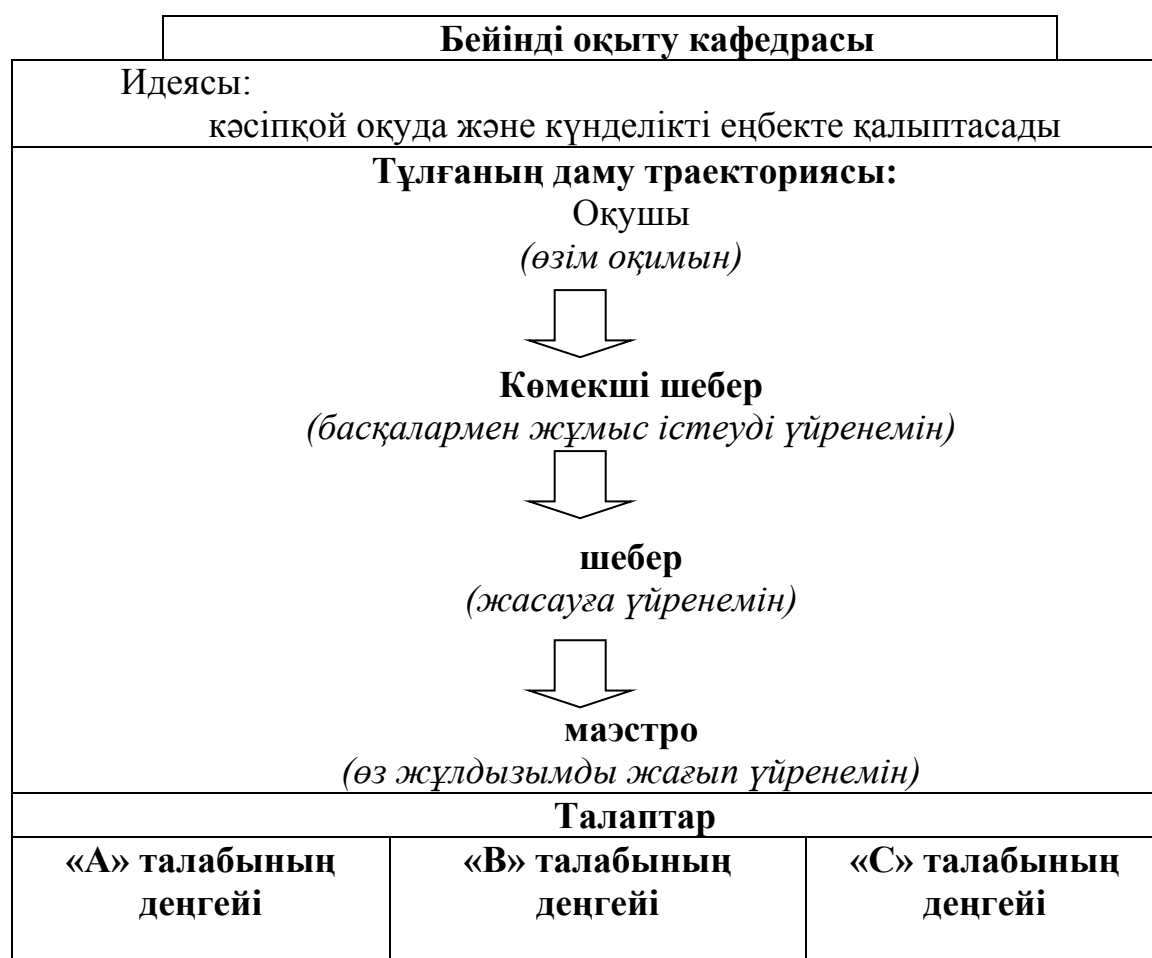 Бейінді оқыту кафедрасы
Идеясы:
кәсіпқой оқуда және күнделікті еңбекте қалыптасады
Тұлғаның даму траекториясы:
Оқушы
(өзім оқимын)
Көмекші шебер
(басқалармен жұмыс істеуді үйренемін)
шебер
(жасауға үйренемін)
маэстро
(өз жұлдызымды жағып үйренемін)
Талаптар
«А» талабының
деңгейі
«В» талабының
деңгейі
«С» талабының
деңгейі